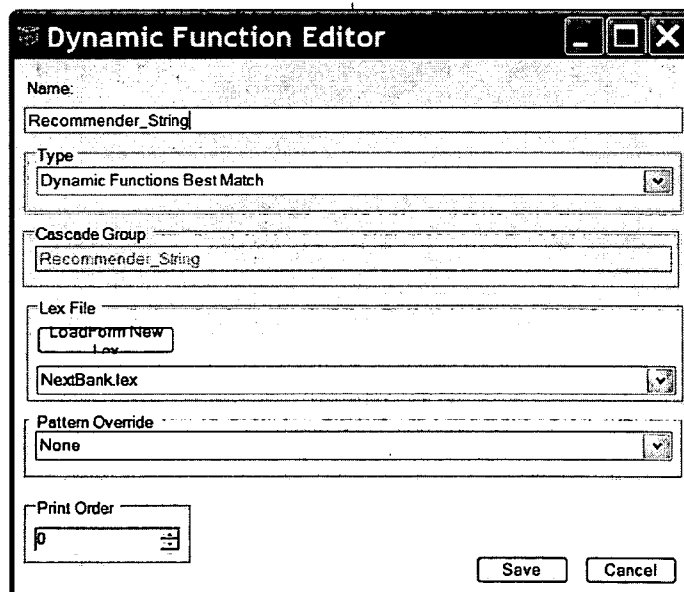 Dynamic Function Editor
Name:
Recommender_String
Type
Dynamic Functions Best Match
Cascade Group
Recommender_String
Lex File
LoadForm New
Lex
NextBank.lex
Pattern Override
None
Print Order
0
Save Cancel